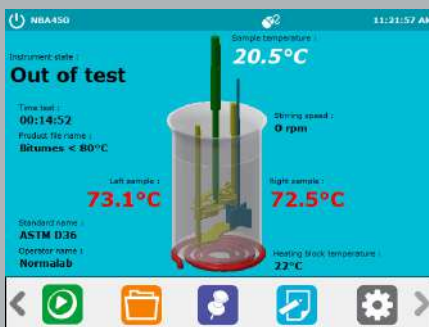 NBA450
11:21:57 AM
Sample temperature :
20.5°C
Instrument state :
Out of test
Time test :
00:14:52
Product file name :
Bitumes < 80°C
Stirring speed :
0 rpm
Left sample :
73.1°C
Right sample :
72.5°C
Standard name :
ASTM D36
Operator name :
Normalab
Heating block temperature :
22°C